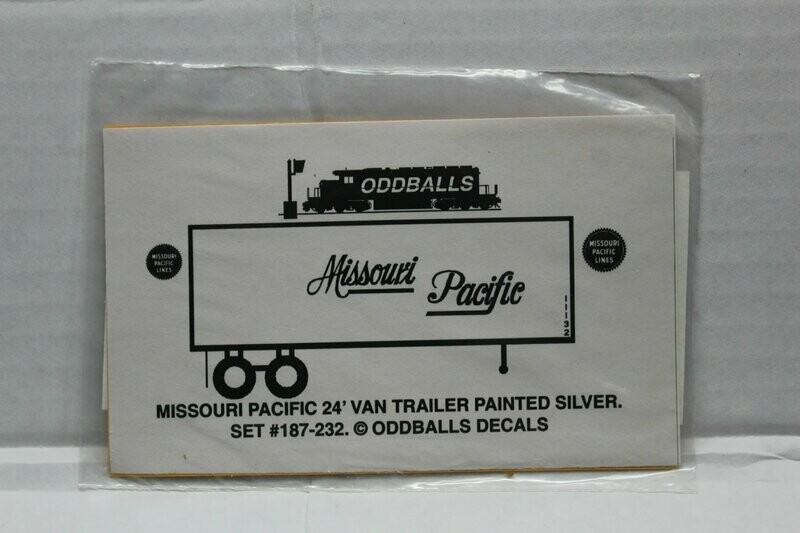 ODDBALLS
MISSOURI
PACIFIC
LINES
Missouri
Pacific
MISSOURI
PACIFIC
LINES
11132
MISSOURI PACIFIC 24' VAN TRAILER PAINTED SILVER.
SET #187-232. © ODDBALLS DECALS